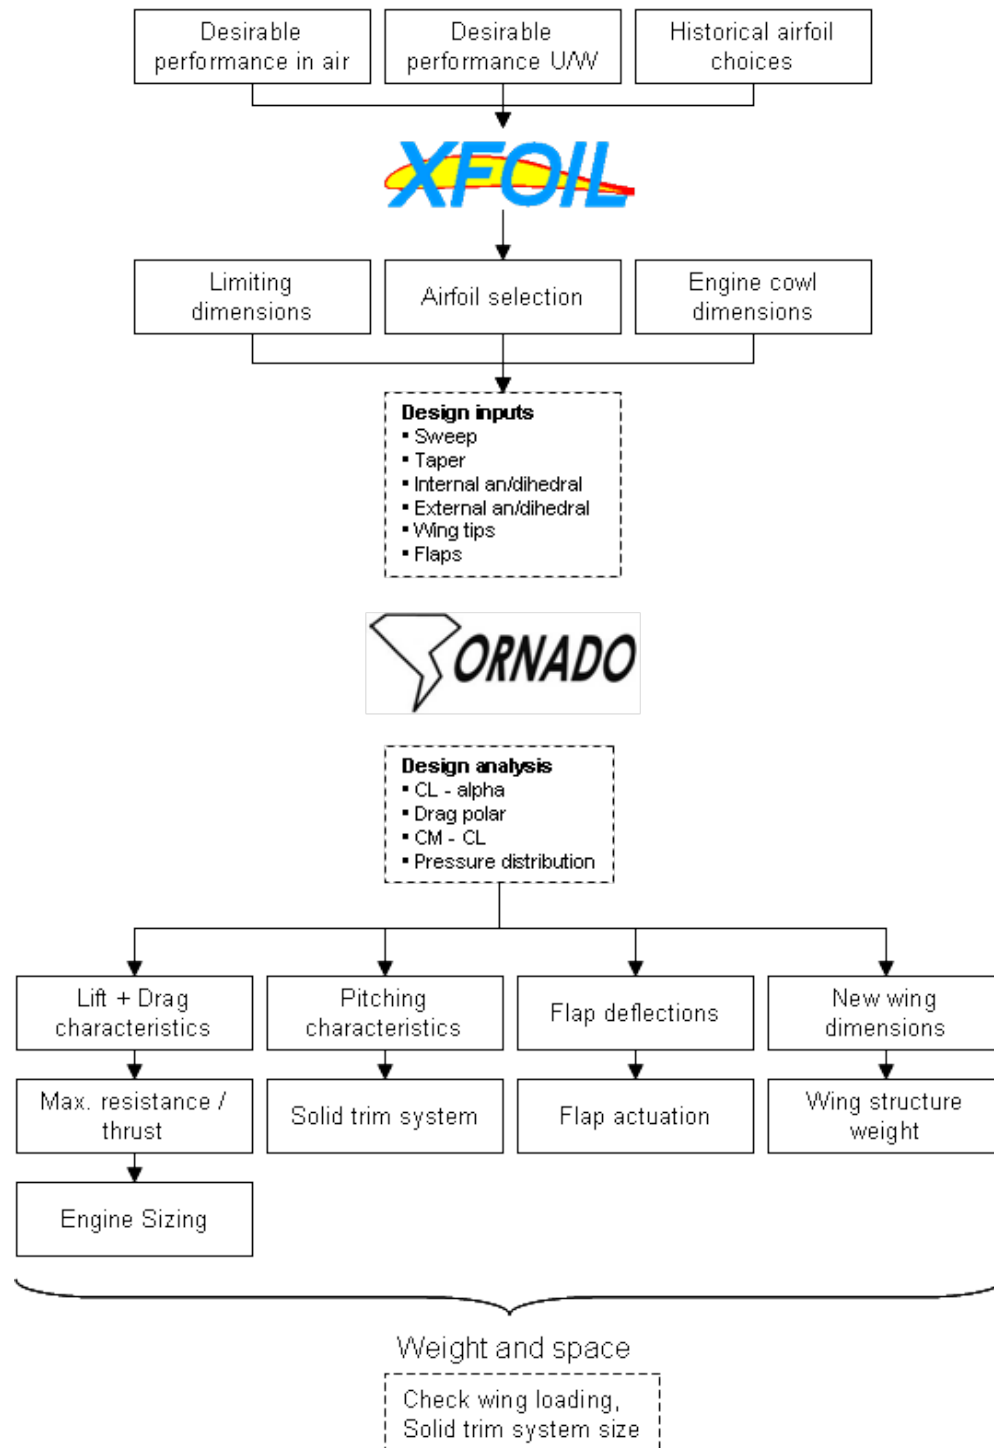 Desirable
performance in air
Desirable
performance U/W
Historical airfoil
choices
XFOIL
Limiting
dimensions
Airfoil selection
Engine cowl
dimensions
Design inputs
▪ Sweep
▪ Taper
▪ Internal an/dihedral
▪ External an/dihedral
▪ Wing tips
▪ Flaps
TORNADO
Design analysis
▪ CL - alpha
▪ Drag polar
▪ CM - CL
▪ Pressure distribution
Lift + Drag
characteristics
Pitching
characteristics
Flap deflections
New wing
dimensions
Max. resistance /
thrust
Solid trim system
Flap actuation
Wing structure
weight
Engine Sizing
Weight and space
Check wing loading,
Solid trim system size